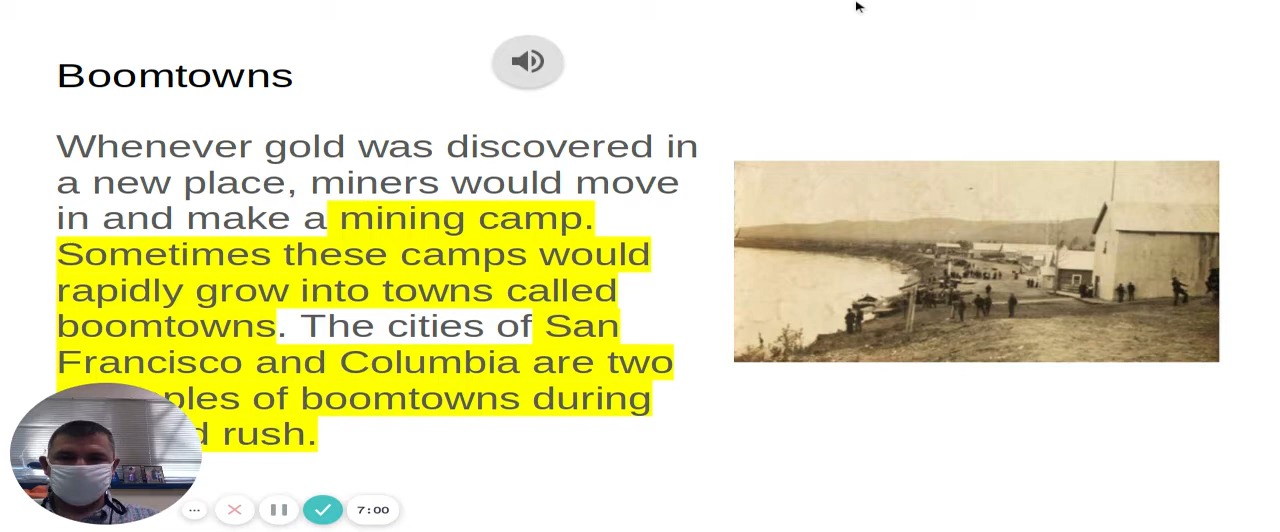 Boomtowns
Whenever gold was discovered in
a new place, miners would move
in and make a mining camp.
Sometimes these camps would
rapidly grow into towns called
boomtowns. The cities of San
Francisco and Columbia are two
of boomtowns during
rush.
7:00